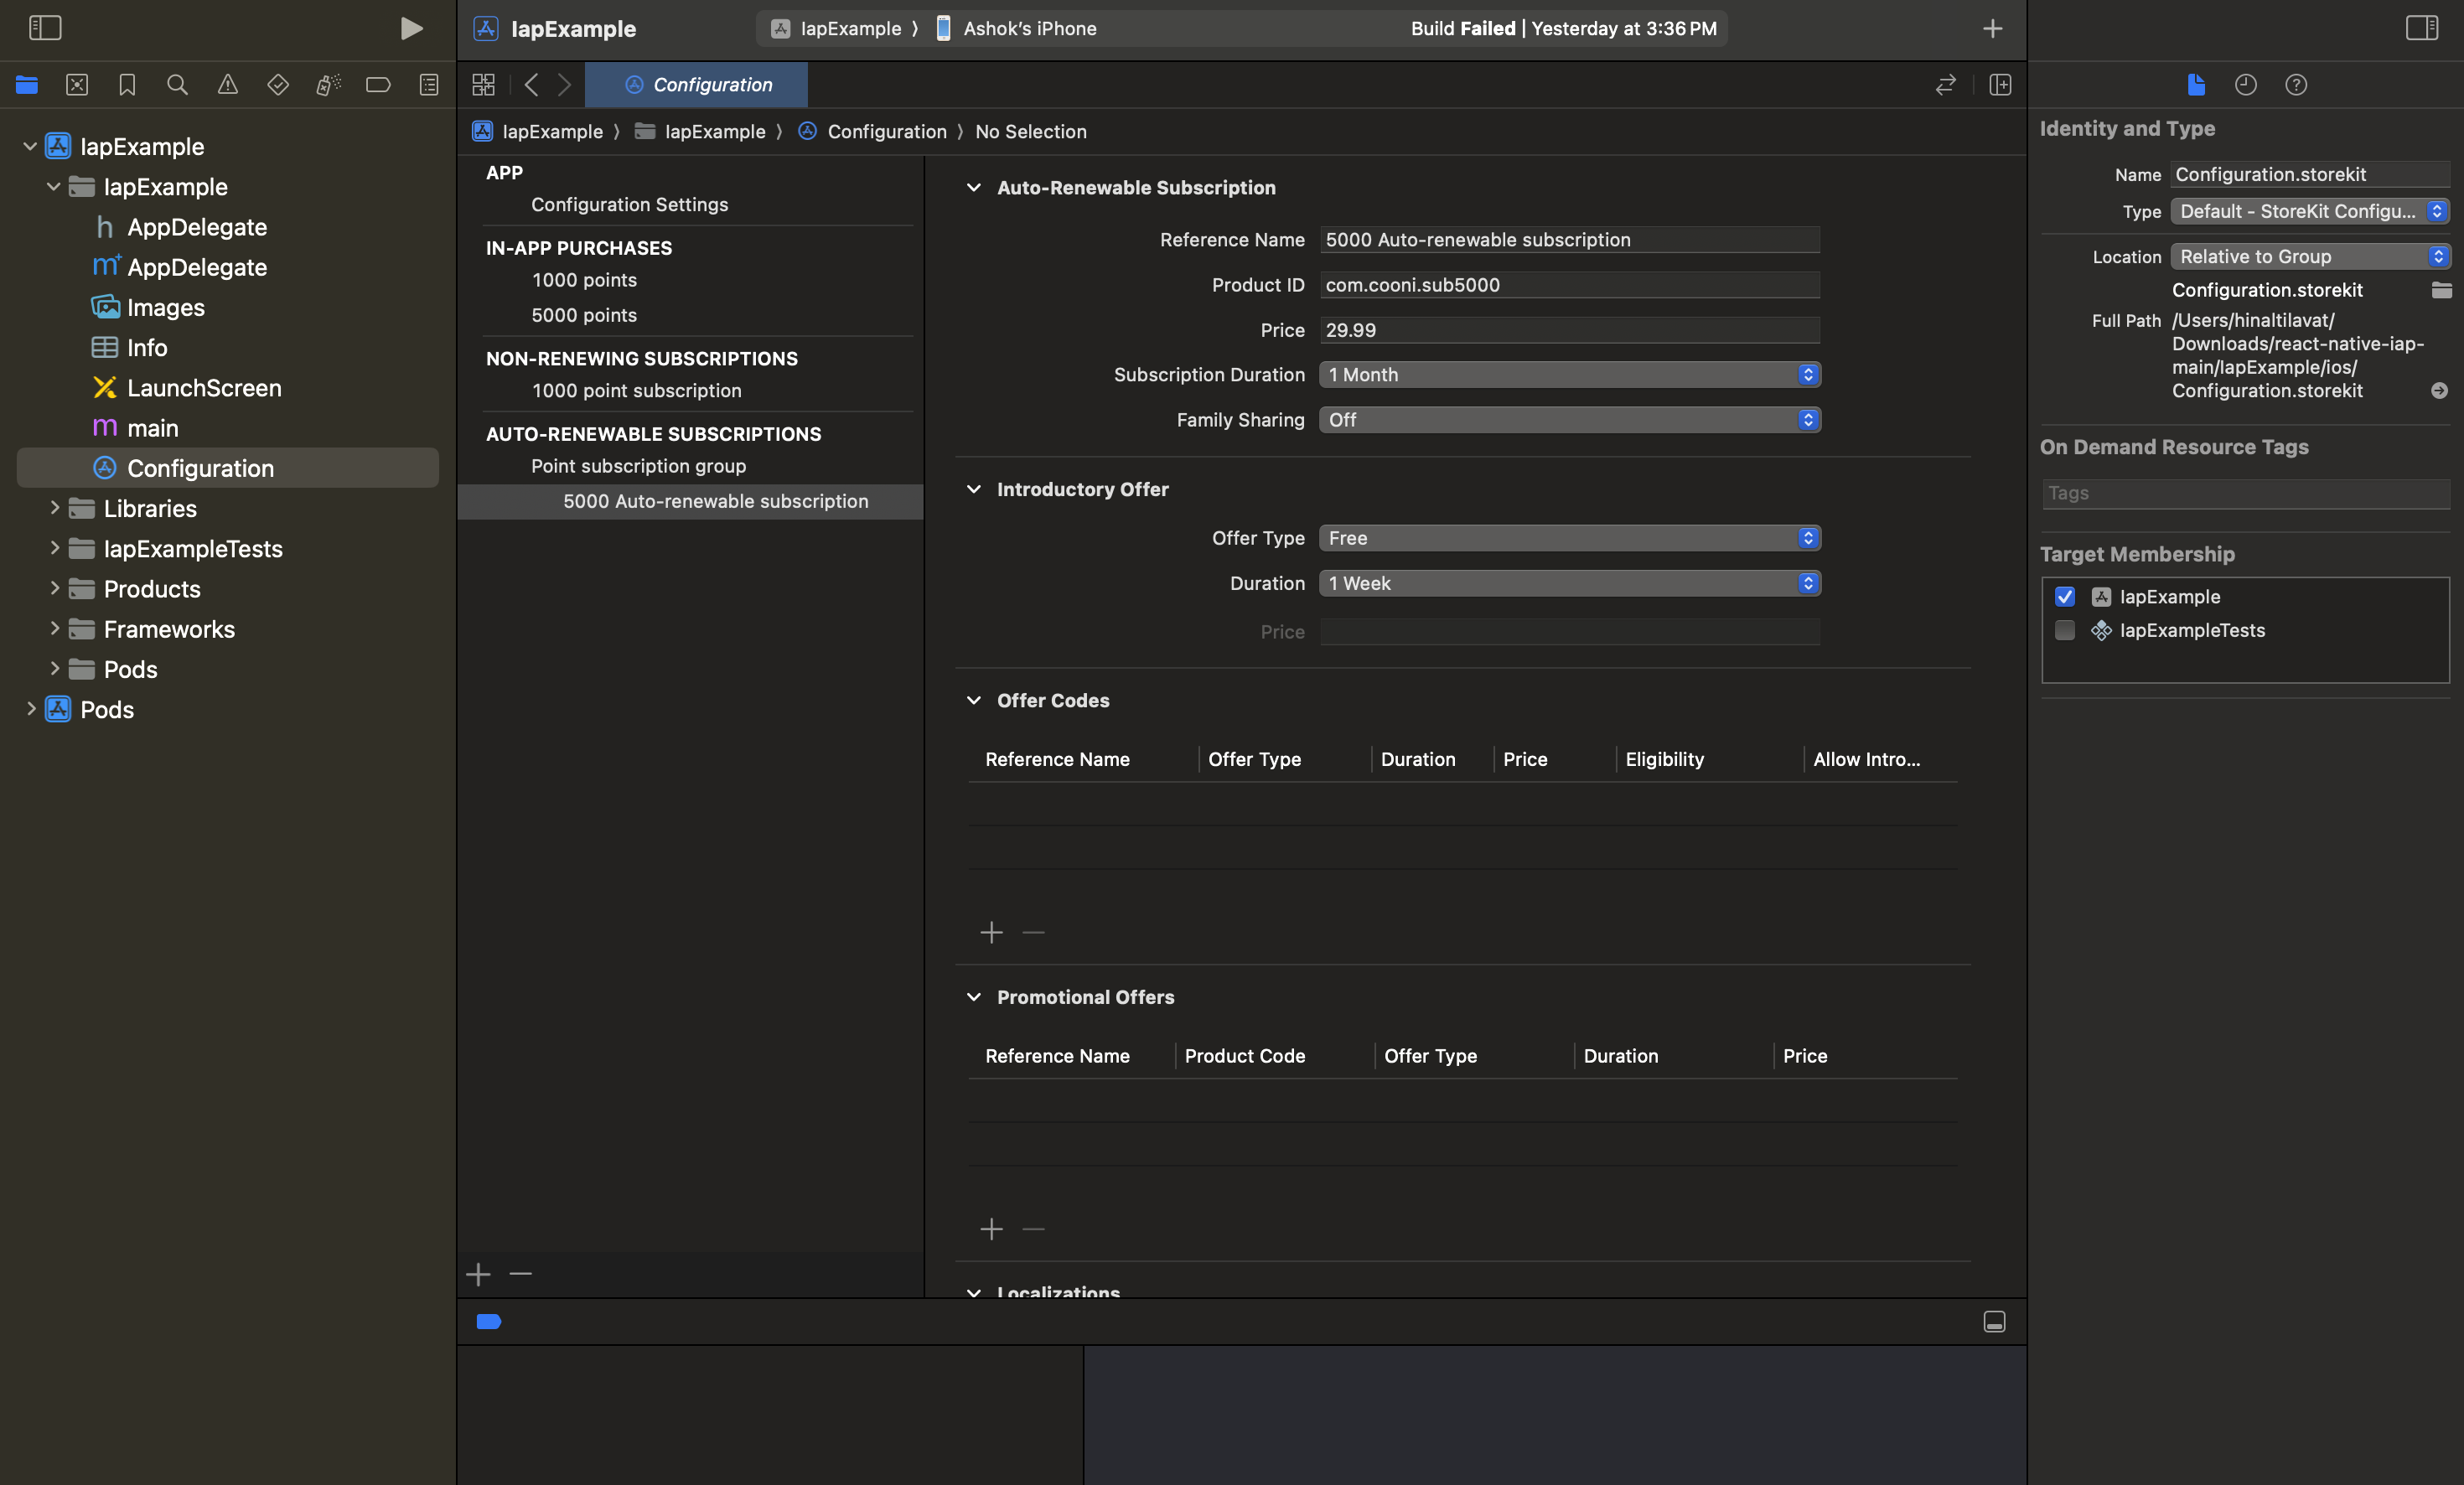 IapExample
IapExample
Ashok's iPhone
Build Failed | Yesterday at 3:36 PM
Configuration
IapExample
IapExample
Configuration
No Selection
IapExample
IapExample
AppDelegate
AppDelegate
Images
Info
LaunchScreen
main
Configuration
Libraries
IapExampleTests
Products
Frameworks
Pods
Pods
APP
Configuration Settings
IN-APP PURCHASES
1000 points
5000 points
NON-RENEWING SUBSCRIPTIONS
1000 point subscription
AUTO-RENEWABLE SUBSCRIPTIONS
Point subscription group
5000 Auto-renewable subscription
Auto-Renewable Subscription
Reference Name 5000 Auto-renewable subscription
Product ID com.cooni.sub5000
Price 29.99
Subscription Duration 1 Month
Family Sharing Off
Introductory Offer
Offer Type Free
Duration 1 Week
Price
Offer Codes
Reference Name Offer Type Duration Price Eligibility Allow Intro...
Promotional Offers
Reference Name Product Code Offer Type Duration Price
Localizations
Identity and Type
Name Configuration.storekit
Type Default - StoreKit Configu...
Location Relative to Group
Configuration.storekit
Full Path /Users/hinaltilavat/
Downloads/react-native-iap-
main/IapExample/ios/
Configuration.storekit
On Demand Resource Tags
Tags
Target Membership
IapExample
IapExampleTests